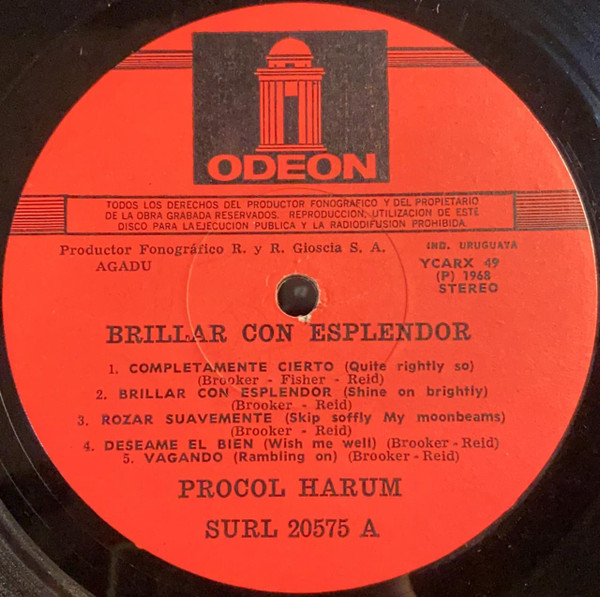 ODEON
TODOS LOS DERECHOS DEL PRODUCTOR FONOGRAFICO Y DEL PROPIETARIO
DE LA OBRA GRABADA RESERVADOS. REPRODUCCION, UTILIZACION DE ESTE
DISCO PARA LA EJECUCION PUBLICA Y LA RADIODIFUSION PROHIBIDA.
Productor Fonográfico R. y R. Gioscia S. A.
IND. URUGUAYA
AGADU
YCARX 49
(P) 1968
STEREO
BRILLAR CON ESPLENDOR
1. COMPLETAMENTE CIERTO (Quite rightly so)
(Brooker - Fisher - Reid)
2. BRILLAR CON ESPLENDOR (Shine on brightly)
(Brooker - Reid)
3. ROZAR SUAVEMENTE (Skip soffly My moonbeams)
(Brooker - Reid)
4. DESEAME EL BIEN (Wish me well) (Brooker - Reid)
5. VAGANDO (Rambling on) (Brooker - Reid)
PROCOL HARUM
SURL 20575 A